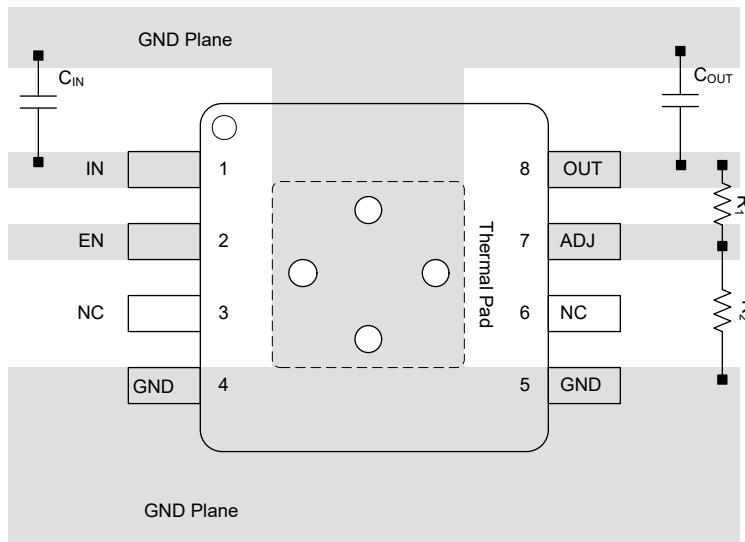 GND Plane
CIN
COUT
IN
1
8
OUT
R1
EN
2
7
ADJ
Thermal Pad
NC
3
6
NC
R2
GND
4
5
GND
GND Plane